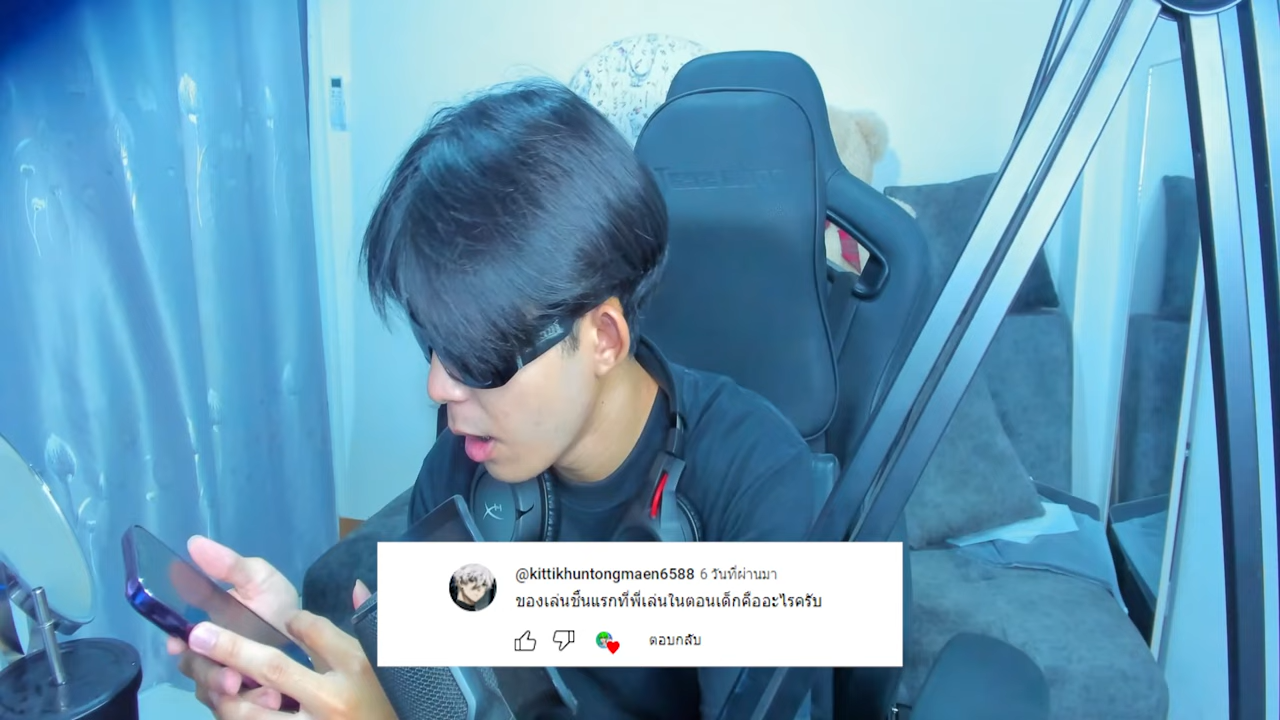 @kittikhuntongmaen6588 6 วันที่ผ่านมา
ของเล่นชิ้นแรกที่พี่เล่นในตอนเด็กคืออะไรครับ
ตอบกลับ